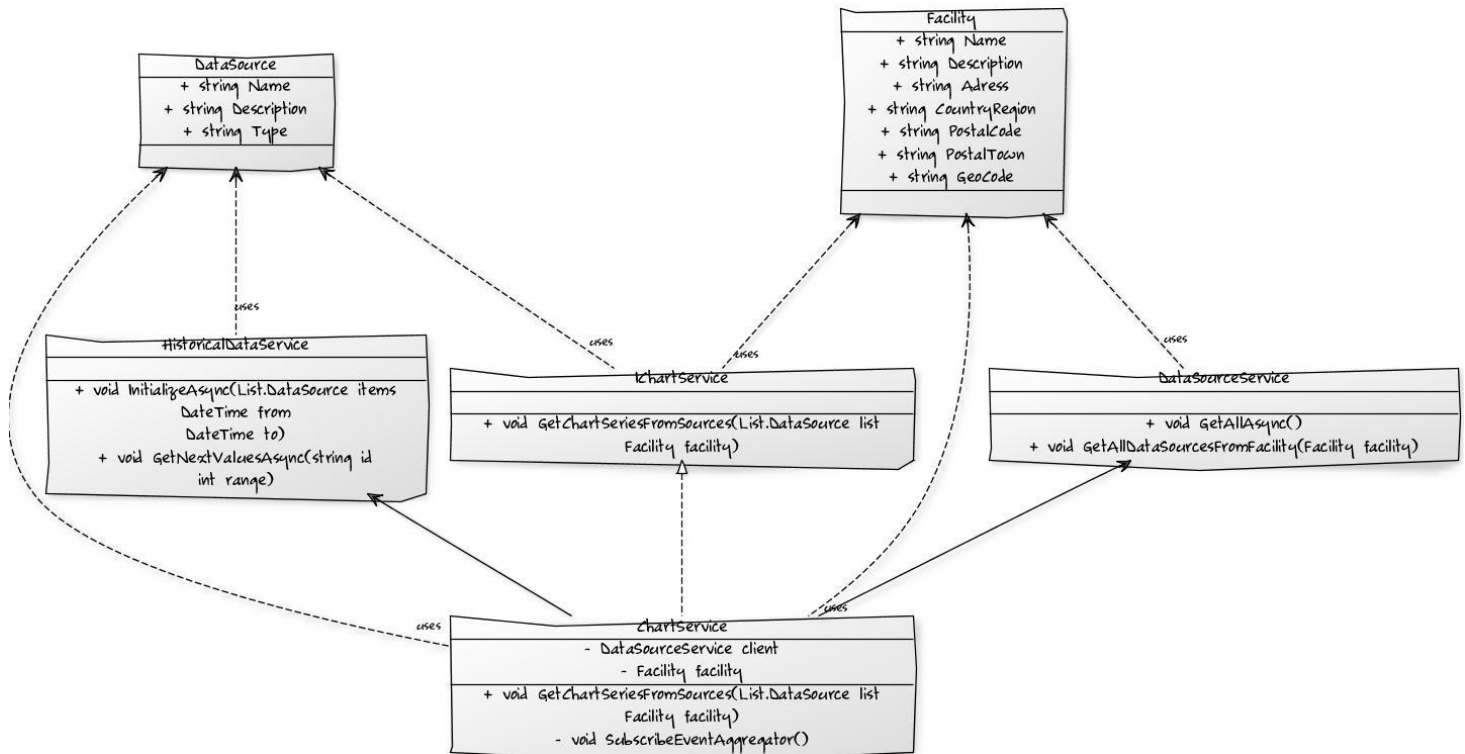 Facility
+ string Name
+ string Description
+ string Adress
+ string CountryRegion
+ string PostalCode
+ string PostalTown
+ string GeoCode
DataSource
+ string Name
+ string Description
+ string Type
uses
uses
uses
uses
HistoricalDataService
+ void InitializeAsync(List.DataSource items
DateTime from
DateTime to)
+ void GetNextValuesAsync(string id
int range)
IChartService
+ void GetChartSeriesFromSources(List.DataSource list
Facility facility)
DataSourceService
+ void GetAllAsync()
+ void GetAllDataSourcesFromFacility(Facility facility)
uses
uses
ChartService
- DataSourceService client
- Facility facility
+ void GetChartSeriesFromSources(List.DataSource list
Facility facility)
- void SubscribeEventAggregator()